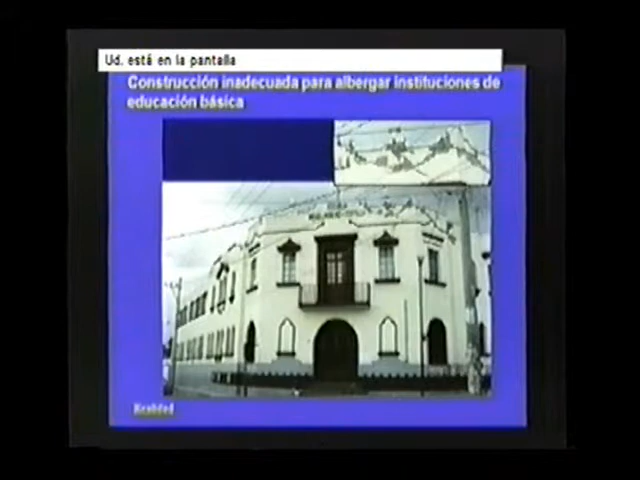 Ud. está en la pantalla
Construcción inadecuada para albergar instituciones de
educación básica
Realidad